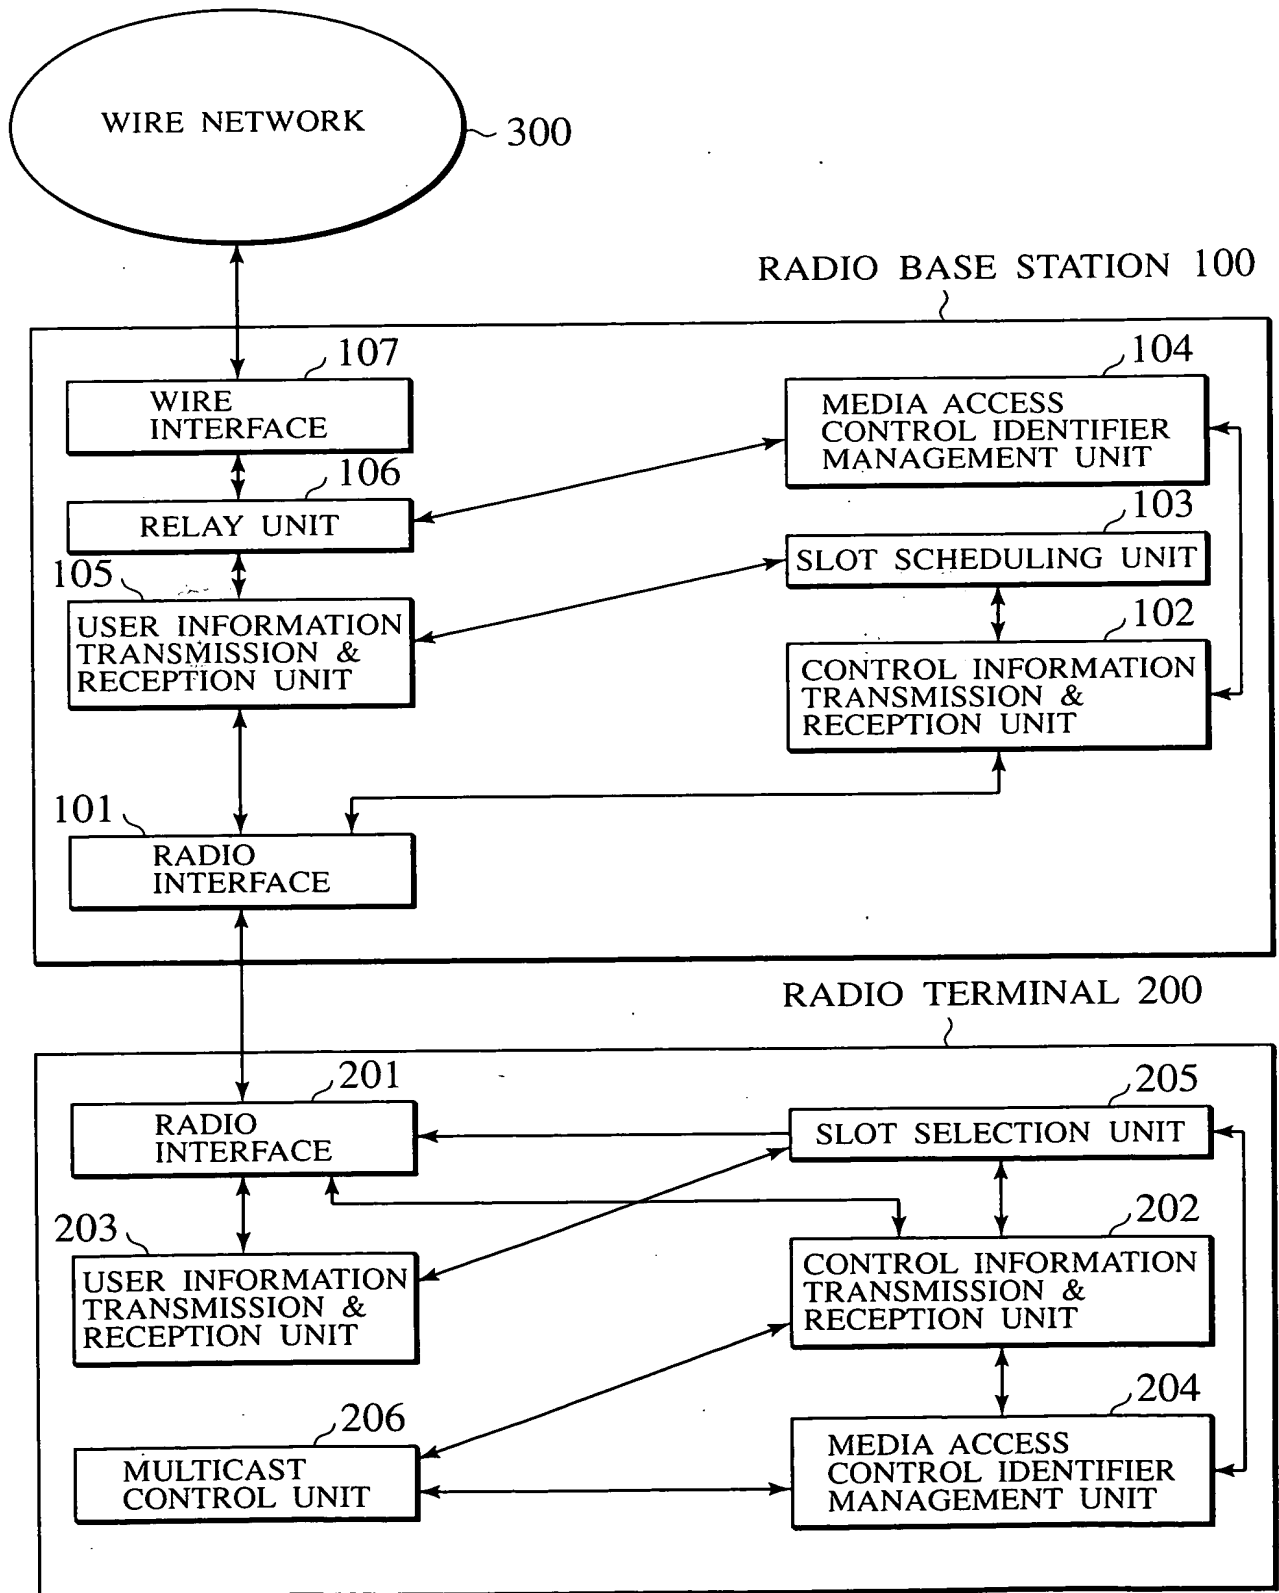 WIRE NETWORK
300
RADIO BASE STATION 100
107
WIRE
INTERFACE
104
MEDIA ACCESS
CONTROL IDENTIFIER
MANAGEMENT UNIT
106
RELAY UNIT
103
SLOT SCHEDULING UNIT
105
USER INFORMATION
TRANSMISSION &
RECEPTION UNIT
102
CONTROL INFORMATION
TRANSMISSION &
RECEPTION UNIT
101
RADIO
INTERFACE
RADIO TERMINAL 200
201
RADIO
INTERFACE
205
SLOT SELECTION UNIT
203
USER INFORMATION
TRANSMISSION &
RECEPTION UNIT
202
CONTROL INFORMATION
TRANSMISSION &
RECEPTION UNIT
206
MULTICAST
CONTROL UNIT
204
MEDIA ACCESS
CONTROL IDENTIFIER
MANAGEMENT UNIT